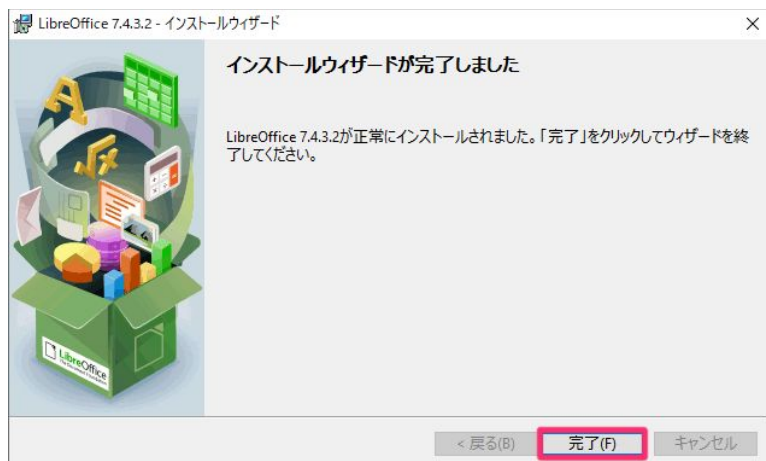 LibreOffice 7.4.3.2 - インストールウィザード
インストールウィザードが完了しました
LibreOffice 7.4.3.2が正常にインストールされました。「完了」をクリックしてウィザードを終
了してください。
LibreOffice
The Document Foundation
< 戻る(B)
完了(F)
キャンセル